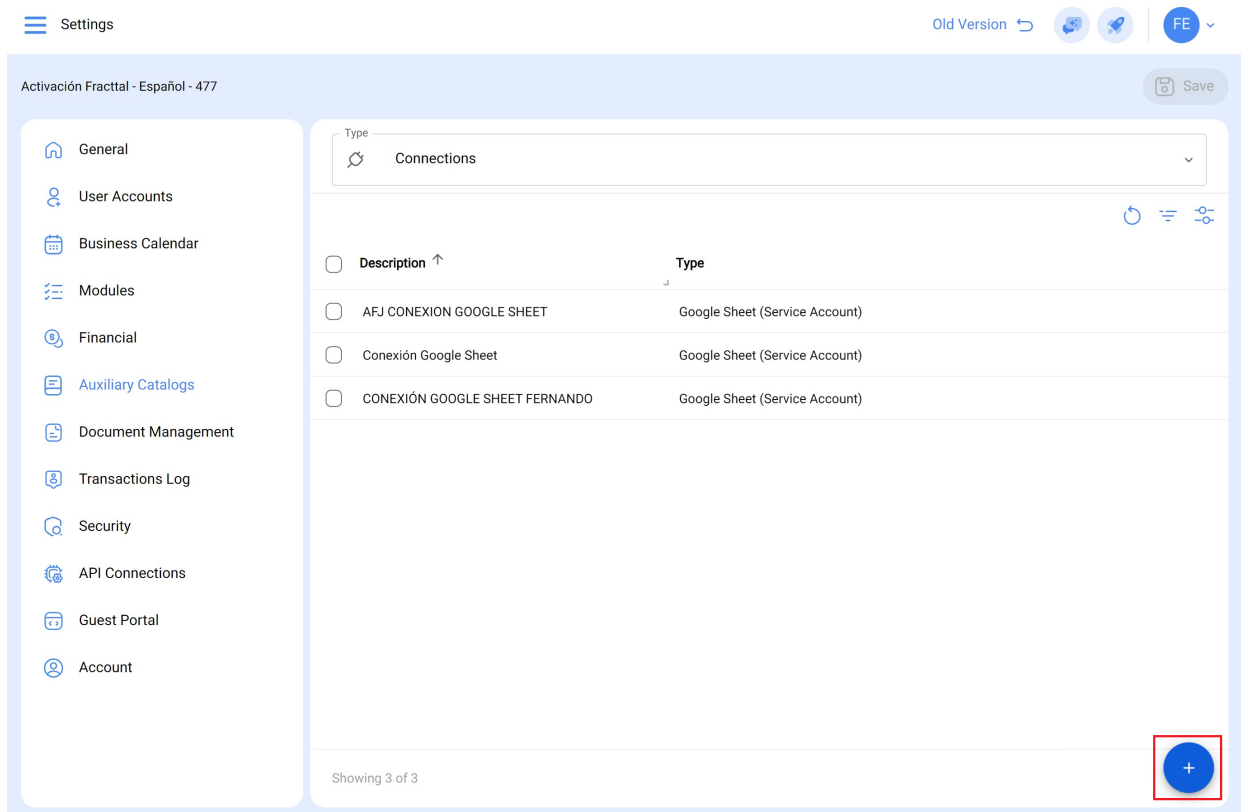 Settings
Old Version
FE
Activación Fracttal - Español - 477
Save
General
User Accounts
Business Calendar
Modules
Financial
Auxiliary Catalogs
Document Management
Transactions Log
Security
API Connections
Guest Portal
Account
Type
Connections
Description Type
AFJ CONEXION GOOGLE SHEET Google Sheet (Service Account)
Conexión Google Sheet Google Sheet (Service Account)
CONEXIÓN GOOGLE SHEET FERNANDO Google Sheet (Service Account)
Showing 3 of 3